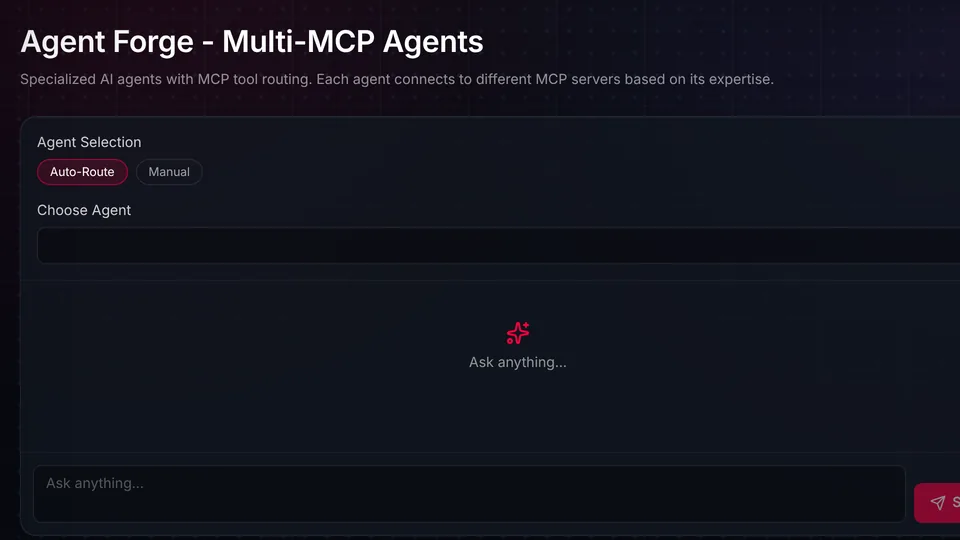 Agent Forge - Multi-MCP Agents
Specialized AI agents with MCP tool routing. Each agent connects to different MCP servers based on its expertise.
Agent Selection
Auto-Route Manual
Choose Agent
Ask anything...
Ask anything...
S